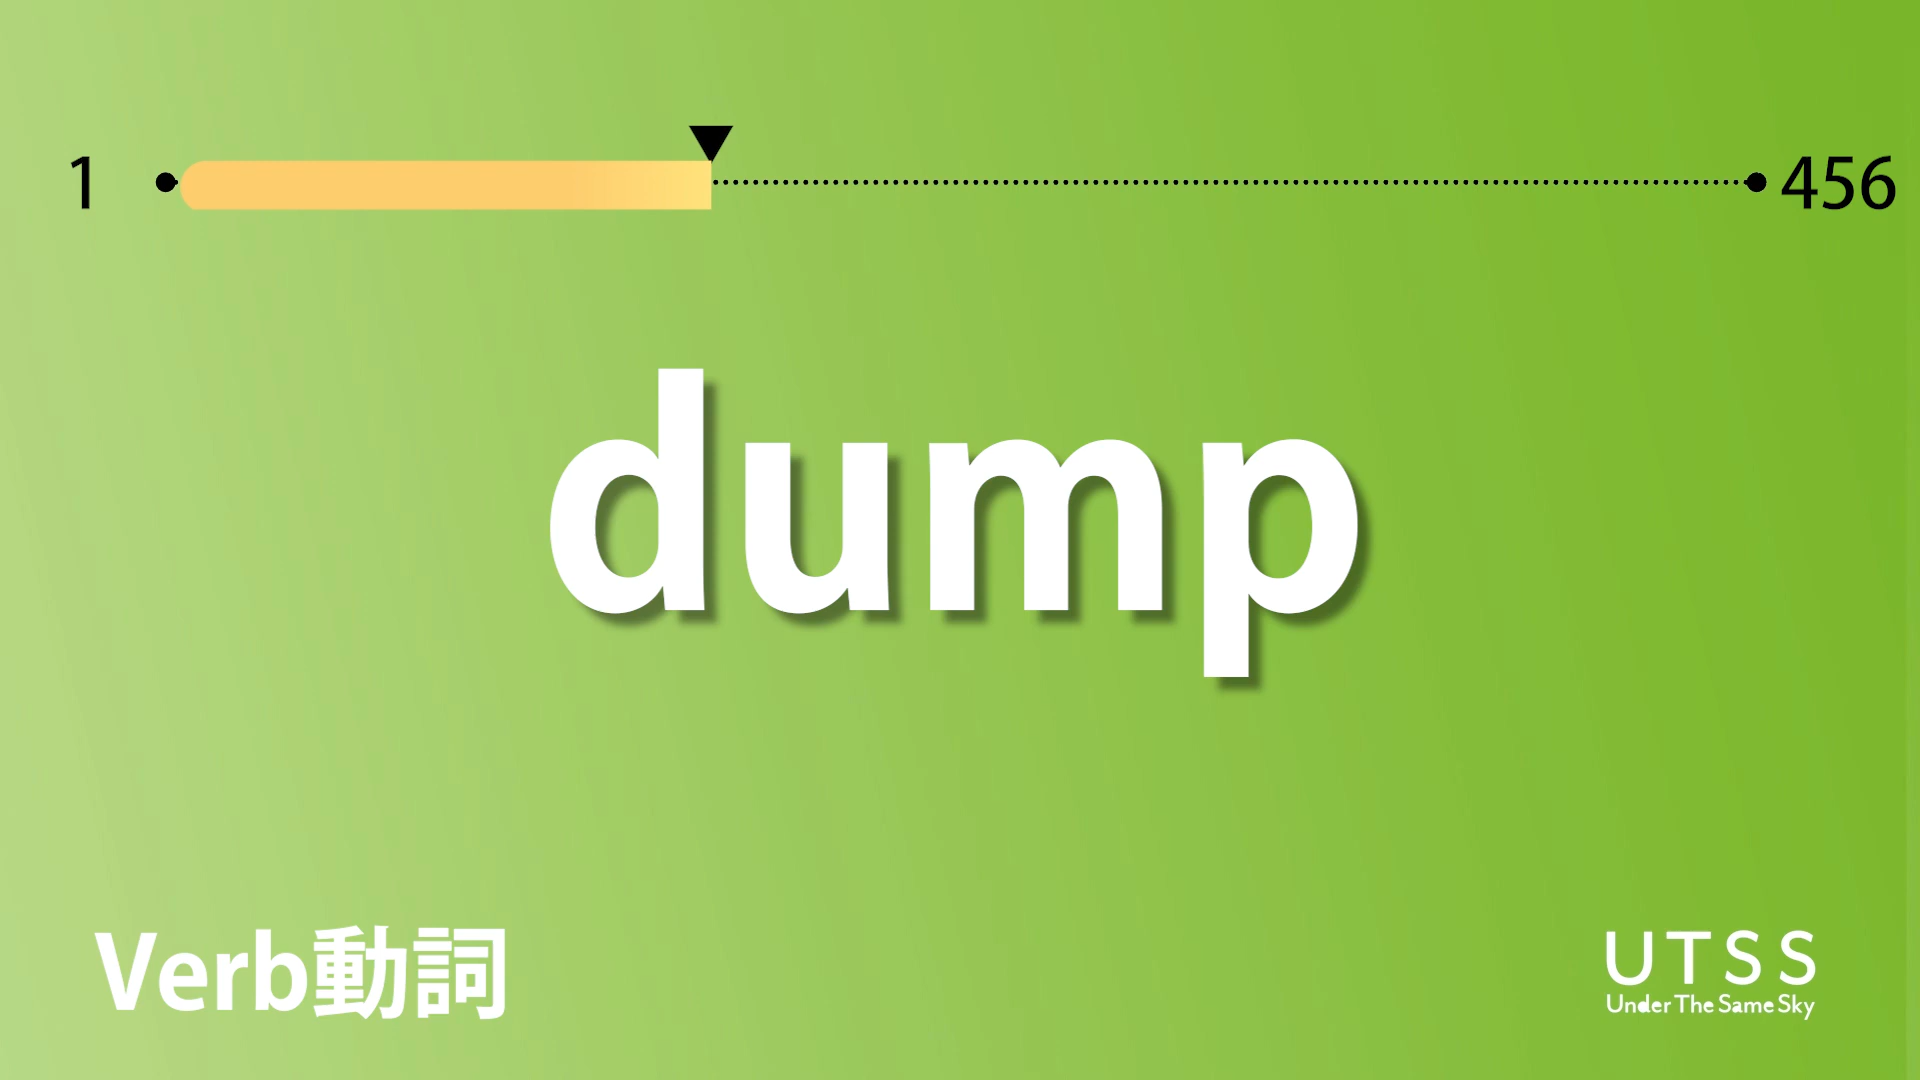 1 456
dump
Verb動詞
UTSS
Under The Same Sky